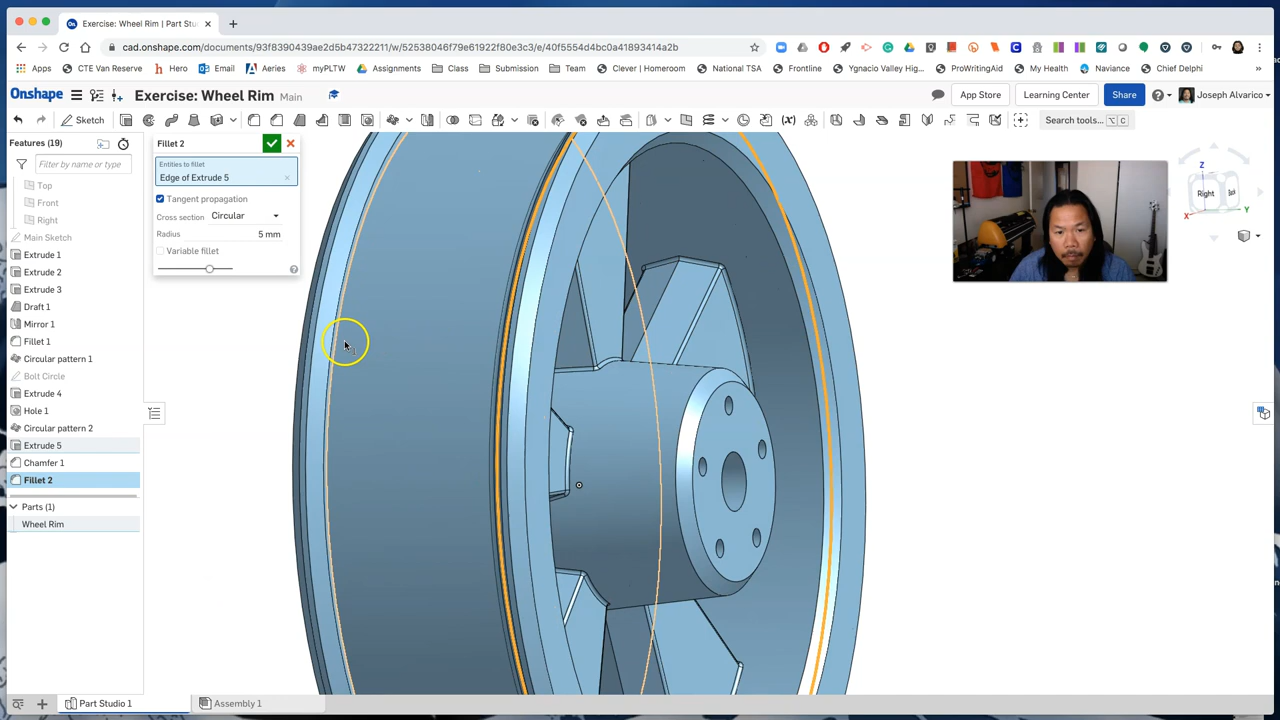 Exercise: Wheel Rim | Part Stu
cad.onshape.com/documents/93f8390439ae2d5b47322211/w/52538046f79e61922f80e3c3/e/40f5554d4bc0a41893414a2b
Apps
CTE Van Reserve
Hero
Email
Aeries
myPLTW
Assignments
Class
Submission
Team
Clever | Homeroom
National TSA
Frontline
Ygnacio Valley Hig...
ProWritingAid
My Health
Naviance
Chief Delphi
»
Onshape
Exercise: Wheel Rim Main
App Store
Learning Center
Share
Joseph Alvarico
Sketch
Search tools... ⌥ C
Features (19)
Filter by name or type
Top
Front
Right
Main Sketch
Extrude 1
Extrude 2
Extrude 3
Draft 1
Mirror 1
Fillet 1
Circular pattern 1
Bolt Circle
Extrude 4
Hole 1
Circular pattern 2
Extrude 5
Chamfer 1
Fillet 2
Parts (1)
Wheel Rim
Fillet 2
Entities to fillet
Edge of Extrude 5
Tangent propagation
Cross section Circular
Radius 5 mm
Variable fillet
Z
Right
Back
X
Y
Part Studio 1
Assembly 1